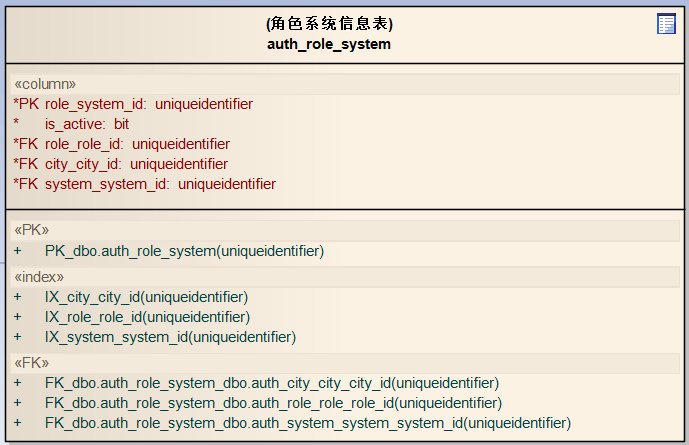 (角色系统信息表)
auth_role_system
«column»
*PK role_system_id: uniqueidentifier
* is_active: bit
*FK role_role_id: uniqueidentifier
*FK city_city_id: uniqueidentifier
*FK system_system_id: uniqueidentifier
«PK»
+ PK_dbo.auth_role_system(uniqueidentifier)
«index»
+ IX_city_city_id(uniqueidentifier)
+ IX_role_role_id(uniqueidentifier)
+ IX_system_system_id(uniqueidentifier)
«FK»
+ FK_dbo.auth_role_system_dbo.auth_city_city_city_id(uniqueidentifier)
+ FK_dbo.auth_role_system_dbo.auth_role_role_role_id(uniqueidentifier)
+ FK_dbo.auth_role_system_dbo.auth_system_system_system_id(uniqueidentifier)